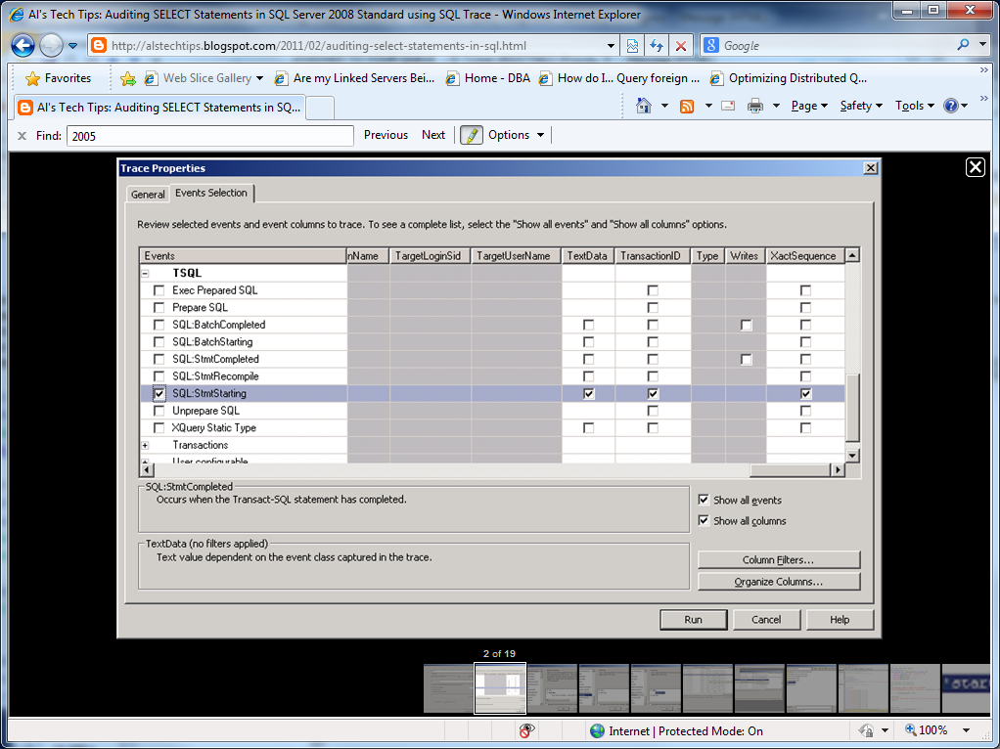 Al's Tech Tips: Auditing SELECT Statements in SQL Server 2008 Standard using SQL Trace - Windows Internet Explorer
http://alstechtips.blogspot.com/2011/02/auditing-select-statements-in-sql.html
Google
Favorites
Web Slice Gallery
Are my Linked Servers Bei...
Home - DBA
How do I... Query foreign ...
Optimizing Distributed Q...
Al's Tech Tips: Auditing SELECT Statements in SQ...
Page
Safety
Tools
Find: 2005
Previous
Next
Options
Trace Properties
General
Events Selection
Review selected events and event columns to trace. To see a complete list, select the "Show all events" and "Show all columns" options.
Events nName TargetLoginSid TargetUserName TextData TransactionID Type Writes XactSequence
TSQL
Exec Prepared SQL
Prepare SQL
SQL:BatchCompleted
SQL:BatchStarting
SQL:StmtCompleted
SQL:StmtRecompile
SQL:StmtStarting
Unprepare SQL
XQuery Static Type
Transactions
User configurable
SQL:StmtCompleted
Occurs when the Transact-SQL statement has completed.
Show all events
Show all columns
TextData (no filters applied)
Text value dependent on the event class captured in the trace.
Column Filters...
Organize Columns...
Run
Cancel
Help
2 of 19
'star
Internet | Protected Mode: On
100%